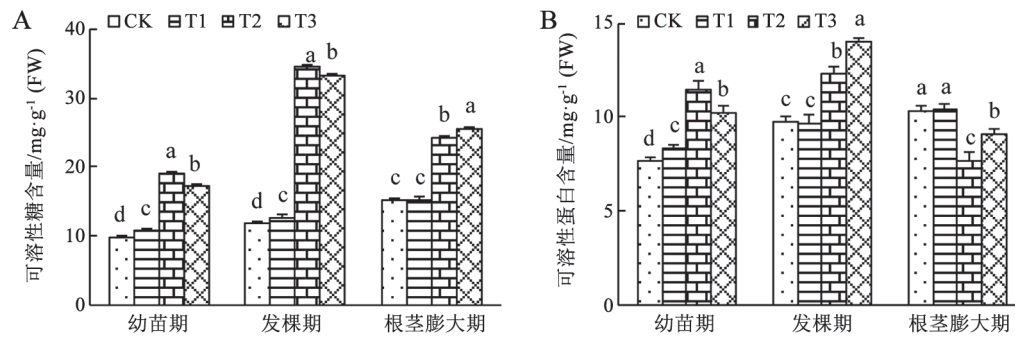 A
CK T1 T2 T3
可溶性糖含量/mg·g⁻¹ (FW)
40
30
20
10
0
d c a b
d c a b
c c b a
幼苗期 发棵期 根茎膨大期
B
CK T1 T2 T3
可溶性蛋白含量/mg·g⁻¹ (FW)
15
10
5
0
d c a b
c c b a
a a c b
幼苗期 发棵期 根茎膨大期